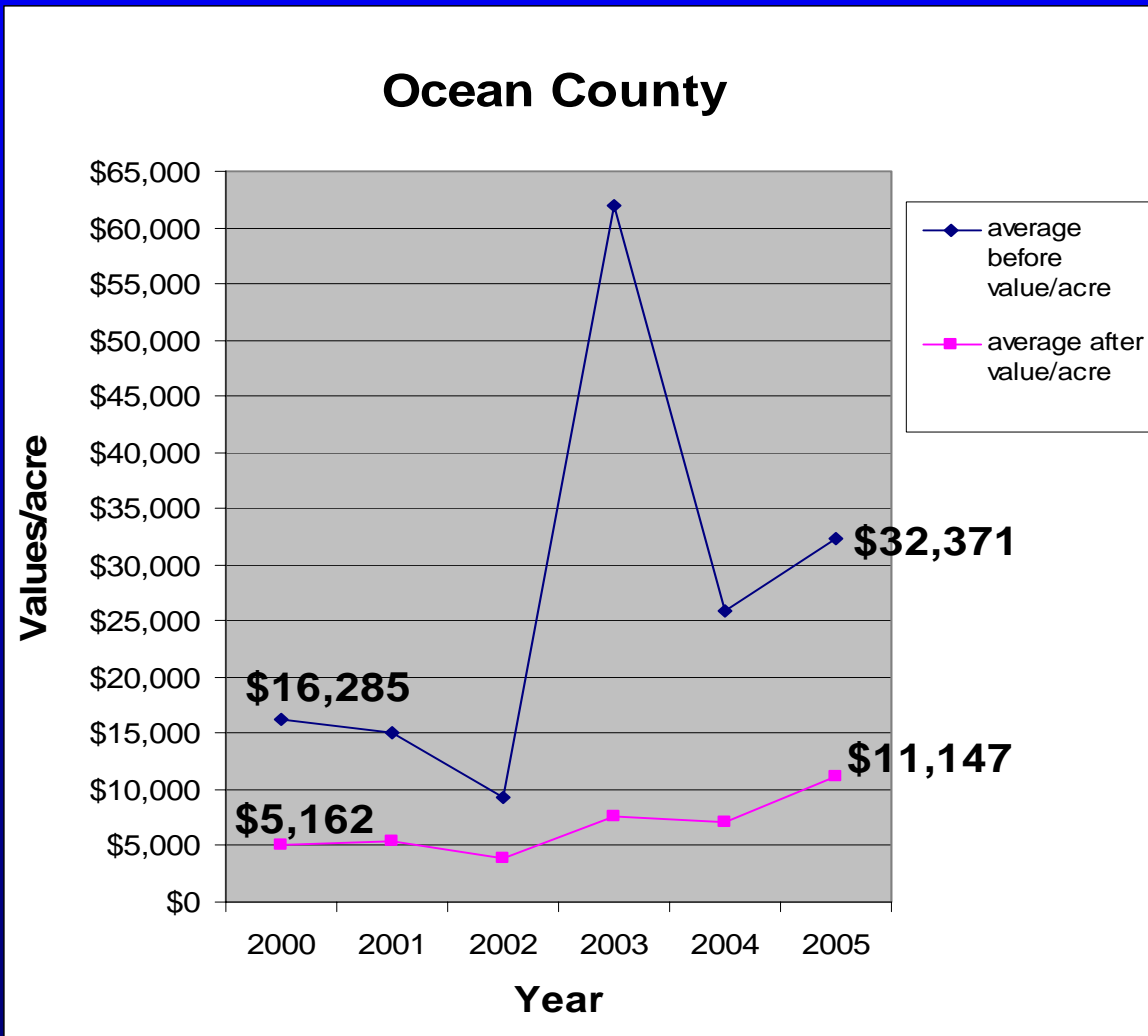 Ocean County
$65,000
$60,000
$55,000
$50,000
$45,000
$40,000
$35,000
$30,000
$25,000
$20,000
$15,000
$10,000
$5,000
$0
Values/acre
$16,285
$5,162
$32,371
$11,147
2000 2001 2002 2003 2004 2005
Year
average
before
value/acre
average after
value/acre